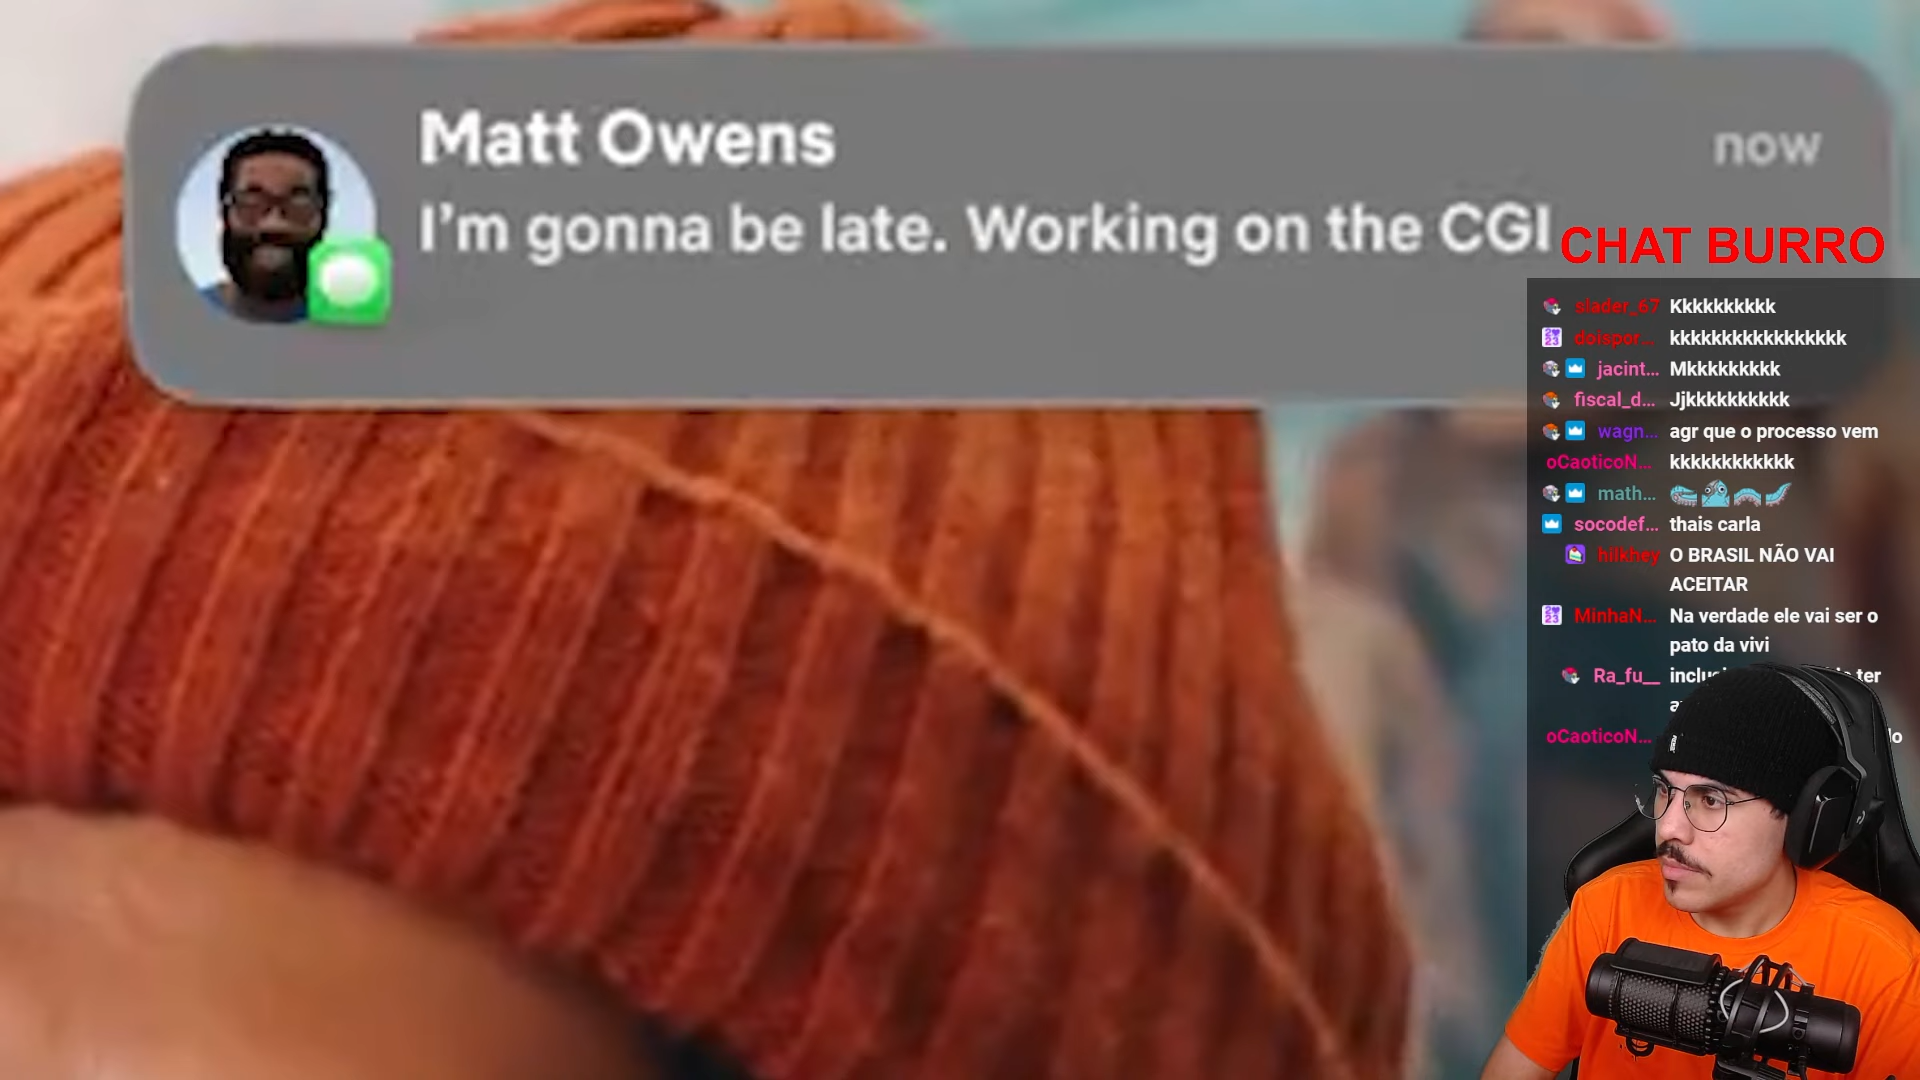 Matt Owens
now
I’m gonna be late. Working on the CGI
CHAT BURRO
slader_67 Kkkkkkkkkk
doispor... kkkkkkkkkkkkkkkkk
jacint... Mkkkkkkkkk
fiscal_d... Jjkkkkkkkkkk
wagn... agr que o processo vem
oCaoticoN... kkkkkkkkkkkk
math...
socodef... thais carla
hilkhey O BRASIL NÃO VAI
ACEITAR
MinhaN... Na verdade ele vai ser o
pato da vivi
Ra_fu__ ter
oCaoticoN...